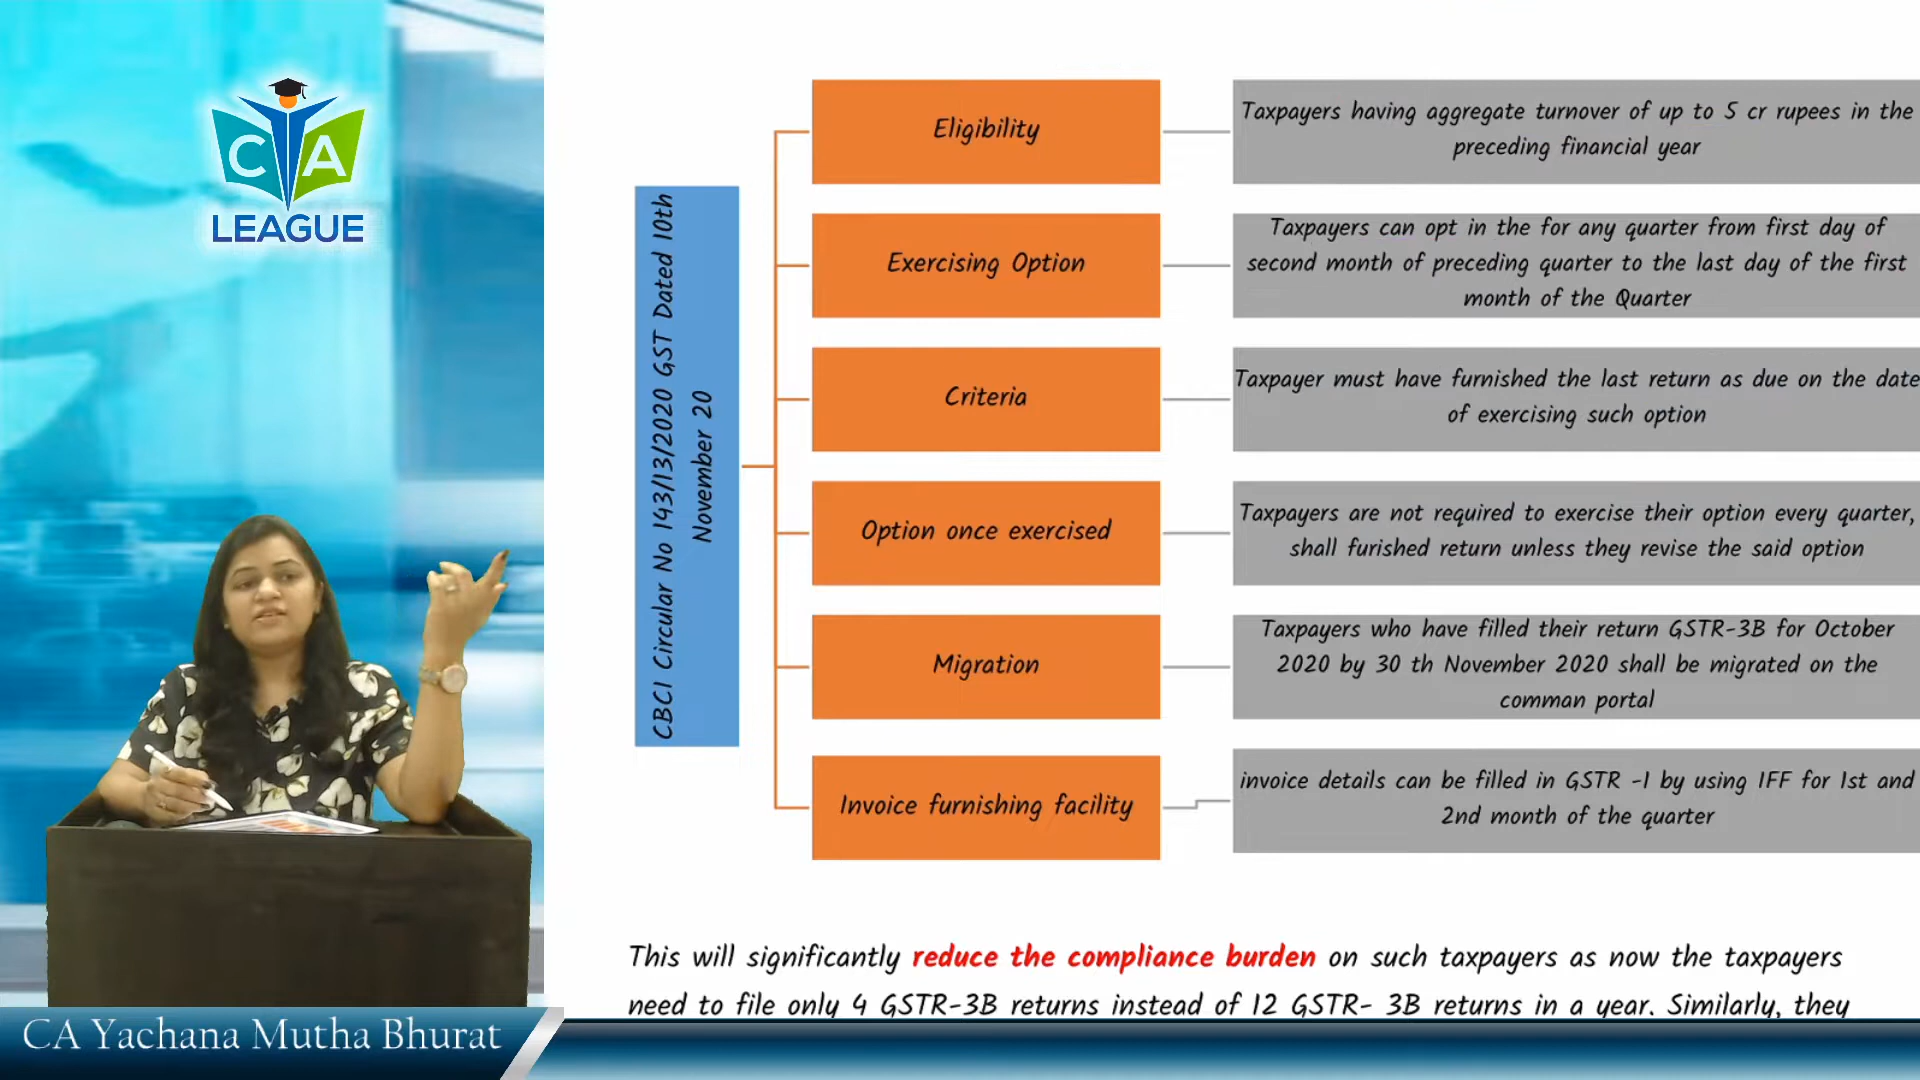 CA
LEAGUE
CBCI Circular No 143/13/2020 GST Dated 10th
November 20
Eligibility
Taxpayers having aggregate turnover of up to 5 cr rupees in the
preceding financial year
Exercising Option
Taxpayers can opt in the for any quarter from first day of
second month of preceding quarter to the last day of the first
month of the Quarter
Criteria
Taxpayer must have furnished the last return as due on the date
of exercising such option
Option once exercised
Taxpayers are not required to exercise their option every quarter,
shall furished return unless they revise the said option
Migration
Taxpayers who have filled their return GSTR-3B for October
2020 by 30 th November 2020 shall be migrated on the
comman portal
Invoice furnishing facility
invoice details can be filled in GSTR -1 by using IFF for 1st and
2nd month of the quarter
This will significantly reduce the compliance burden on such taxpayers as now the taxpayers
need to file only 4 GSTR-3B returns instead of 12 GSTR- 3B returns in a year. Similarly, they
CA Yachana Mutha Bhurat